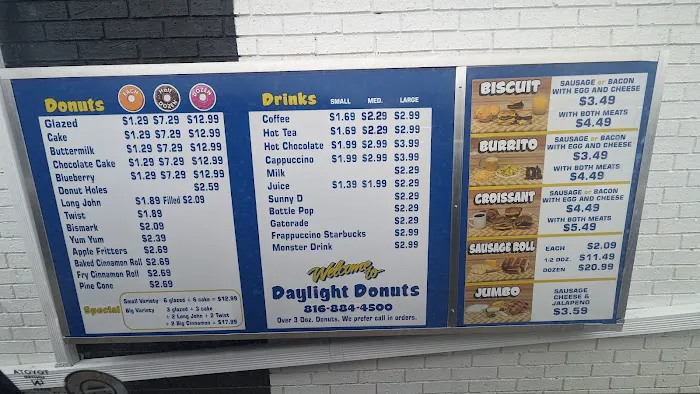 Donuts EACH Half DOZEN DOZEN
Glazed $1.29 $7.29 $12.99
Cake $1.29 $7.29 $12.99
Buttermilk $1.29 $7.29 $12.99
Chocolate Cake $1.29 $7.29 $12.99
Blueberry $1.29 $7.29 $12.99
Donut Holes $2.59
Long John $1.89 Filled $2.09
Twist $1.89
Bismark $2.09
Yum Yum $2.39
Apple Fritters $2.69
Baked Cinnamon Roll $2.69
Fry Cinnamon Roll $2.69
Pine Cone $2.69
Special
Small Variety 6 glazed + 6 cake = $12.99
Big Variety 3 glazed + 3 cake
+ 2 Long John + 2 Twist
+ 2 Big Cinnamon = $17.29
Drinks SMALL MED. LARGE
Coffee $1.69 $2.29 $2.99
Hot Tea $1.69 $2.29 $2.99
Hot Chocolate $1.99 $2.99 $3.99
Cappuccino $1.99 $2.99 $3.99
Milk $2.29
Juice $1.39 $1.99 $2.29
Sunny D $2.29
Bottle Pop $2.29
Gatorade $2.29
Frappuccino Starbucks $2.99
Monster Drink $2.99
Welcome to
Daylight Donuts
816-884-4500
Over 3 Doz. Donuts. We prefer call in orders.
BISCUIT
SAUSAGE or BACON
WITH EGG AND CHEESE
$3.49
WITH BOTH MEATS
$4.49
BURRITO
SAUSAGE or BACON
WITH EGG AND CHEESE
$3.49
WITH BOTH MEATS
$4.49
CROISSANT
SAUSAGE or BACON
WITH EGG AND CHEESE
$4.49
WITH BOTH MEATS
$5.49
SAUSAGE ROLL
EACH $2.09
1/2 DOZ. $11.49
DOZEN $20.99
JUMBO
SAUSAGE
CHEESE &
JALAPENO
$3.59
TOYOTA